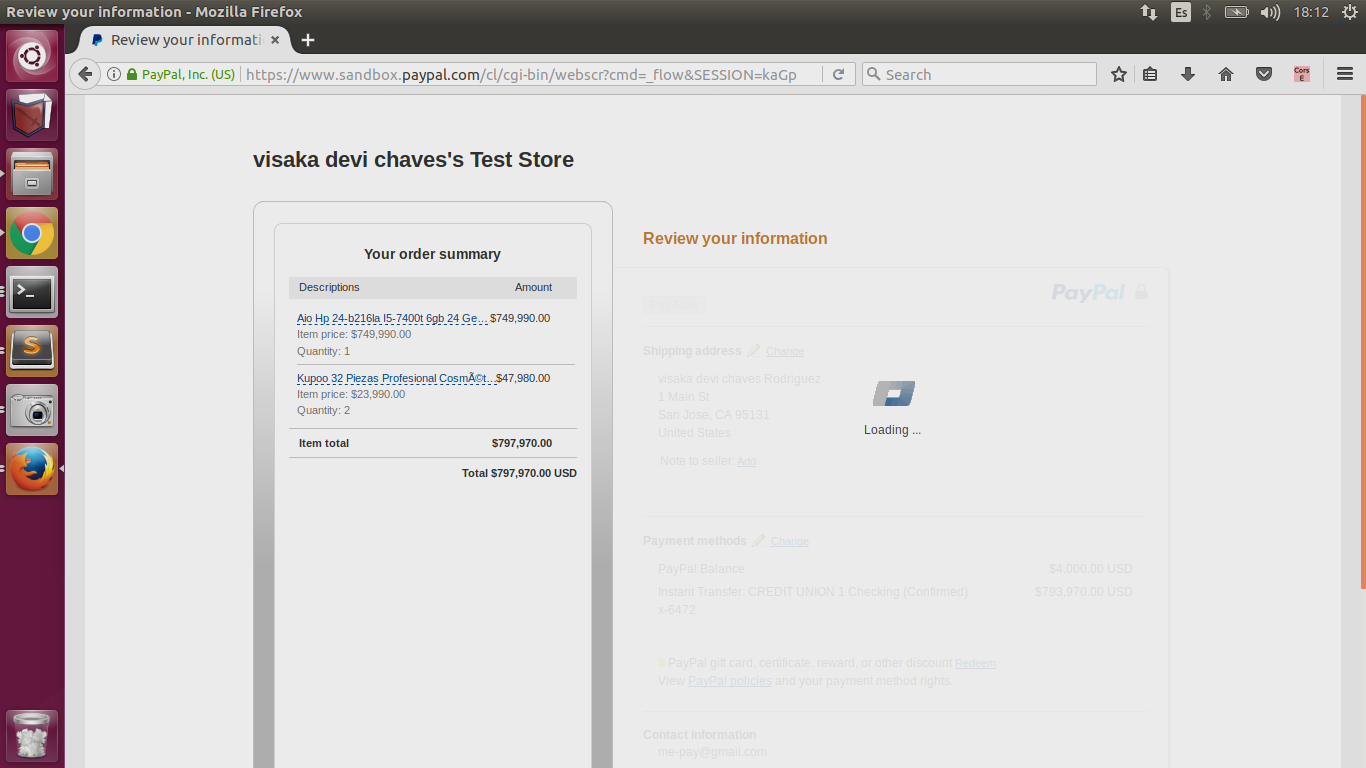 Review your information - Mozilla Firefox
Es
18:12
Review your informati
PayPal, Inc. (US)
https://www.sandbox.paypal.com/cl/cgi-bin/webscr?cmd=_flow&SESSION=kaGp
Search
Cors
E
visaka devi chaves's Test Store
Your order summary
Descriptions Amount
Aio Hp 24-b216la I5-7400t 6gb 24 Ge... $749,990.00
Item price: $749,990.00
Quantity: 1
Kupoo 32 Piezas Profesional CosmÃ©t... $47,980.00
Item price: $23,990.00
Quantity: 2
Item total $797,970.00
Total $797,970.00 USD
Review your information
PayPal
Pay Now
Shipping address Change
visaka devi chaves Rodriguez
1 Main St
San Jose, CA 95131
United States
Note to seller: Add
Loading ...
Payment methods Change
PayPal Balance $4,000.00 USD
Instant Transfer: CREDIT UNION 1 Checking (Confirmed) $793,970.00 USD
x-6472
PayPal gift card, certificate, reward, or other discount Redeem
View PayPal policies and your payment method rights.
Contact information
me-pay@gmail.com